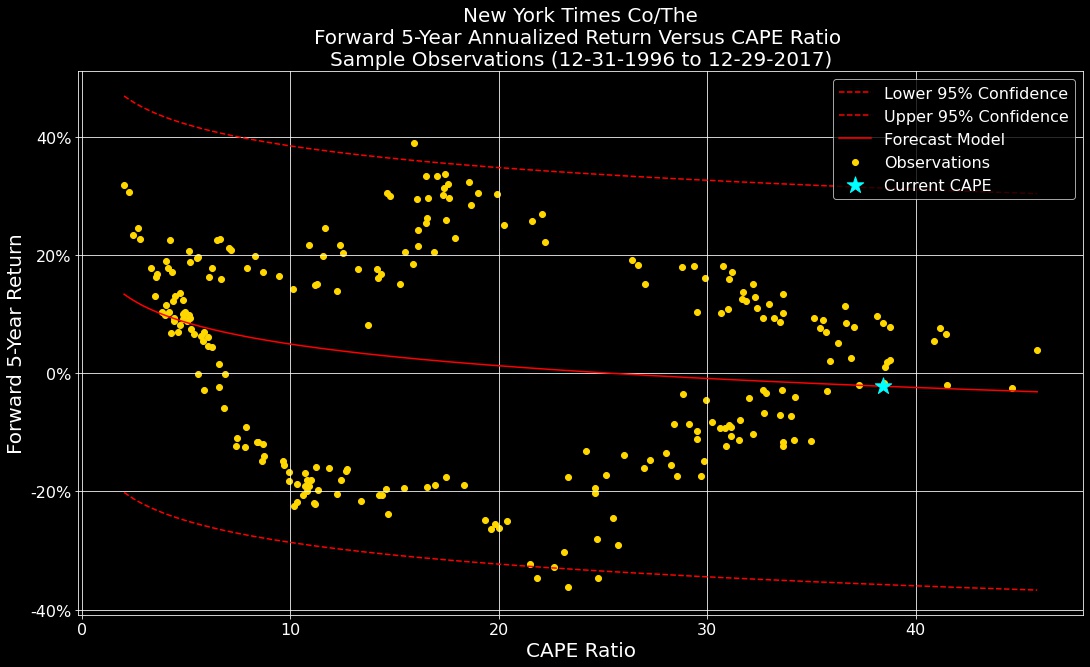 New York Times Co/The
Forward 5-Year Annualized Return Versus CAPE Ratio
Sample Observations (12-31-1996 to 12-29-2017)
Lower 95% Confidence
Upper 95% Confidence
Forecast Model
Observations
Current CAPE
Forward 5-Year Return
40%
20%
0%
-20%
-40%
0 10 20 30 40
CAPE Ratio